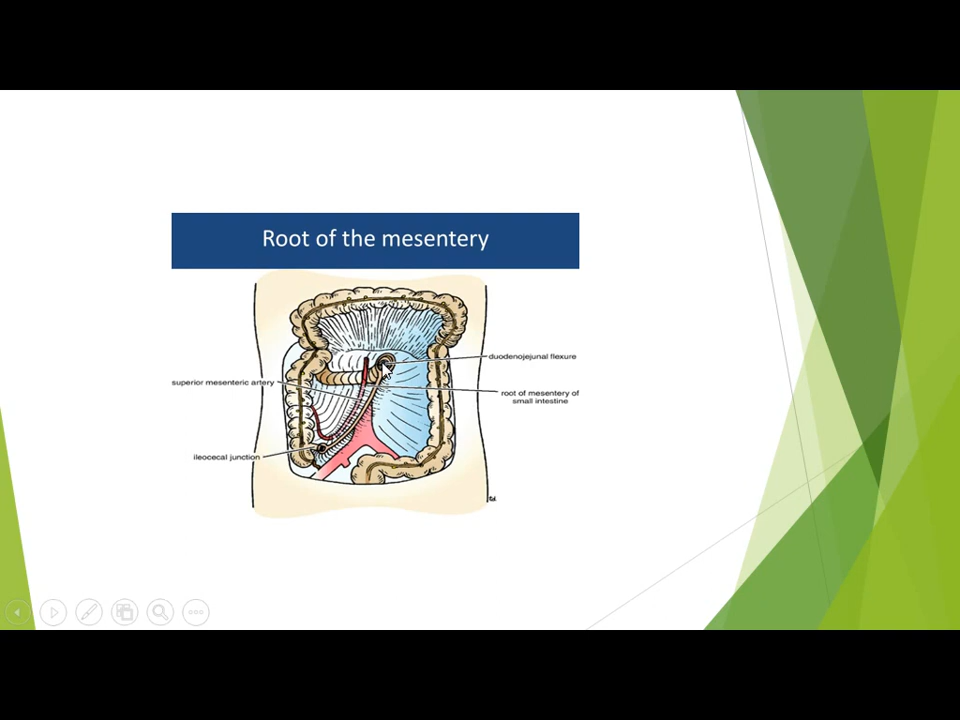 Root of the mesentery
duodenojejunal flexure
superior mesenteric artery
root of mesentery of
small intestine
ileocecal junction